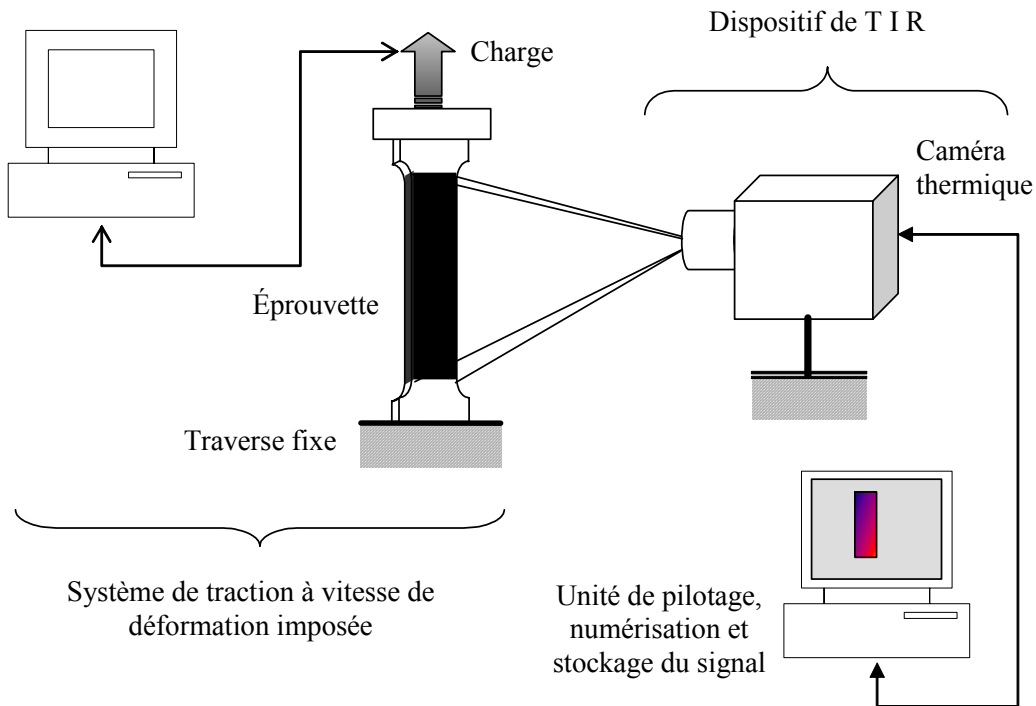 Dispositif de T I R
Charge
Caméra
thermique
Éprouvette
Traverse fixe
Système de traction à vitesse de
déformation imposée
Unité de pilotage,
numérisation et
stockage du signal